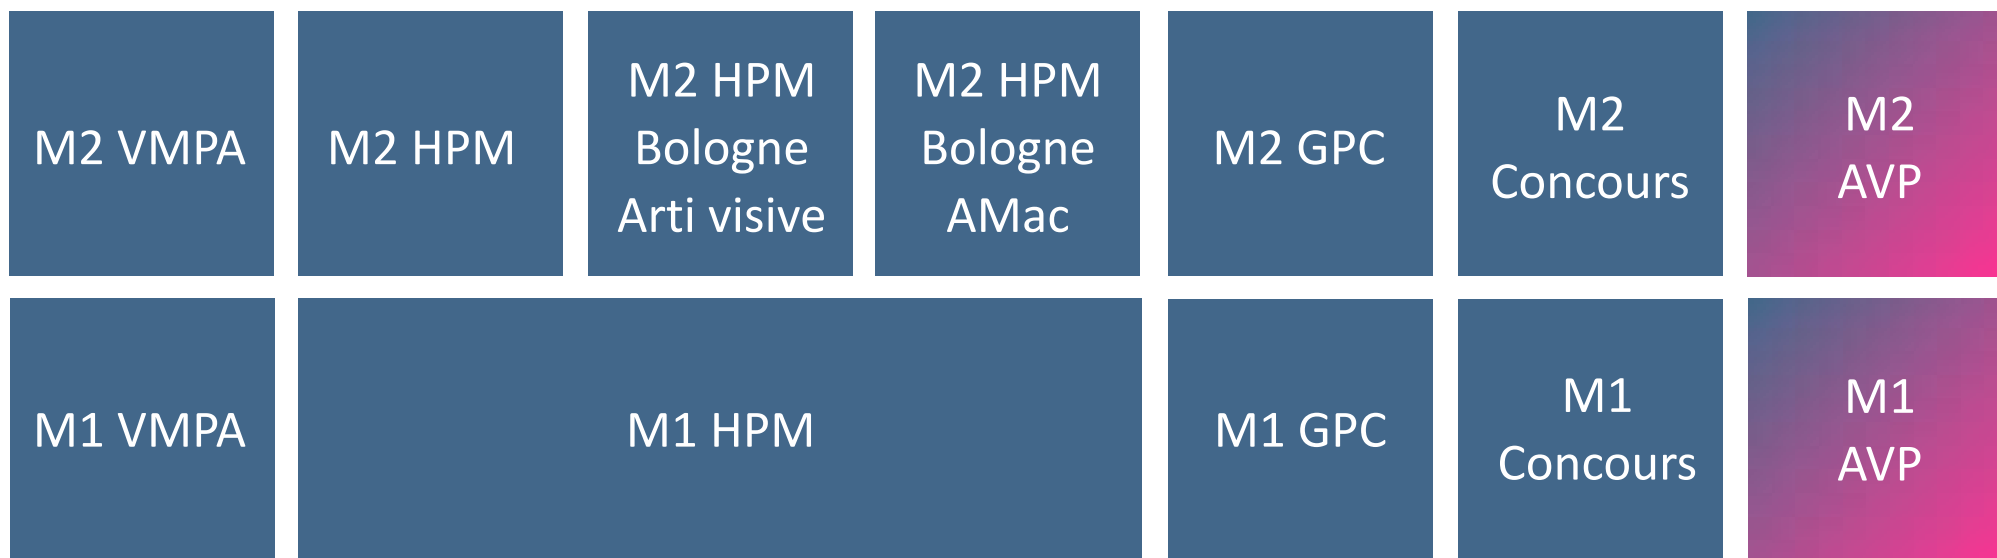 M2 VMPA
M2 HPM
M2 HPM
Bologne
Arti visive
M2 HPM
Bologne
AMac
M2 GPC
M2
Concours
M2
AVP
M1 VMPA
M1 HPM
M1 GPC
M1
Concours
M1
AVP